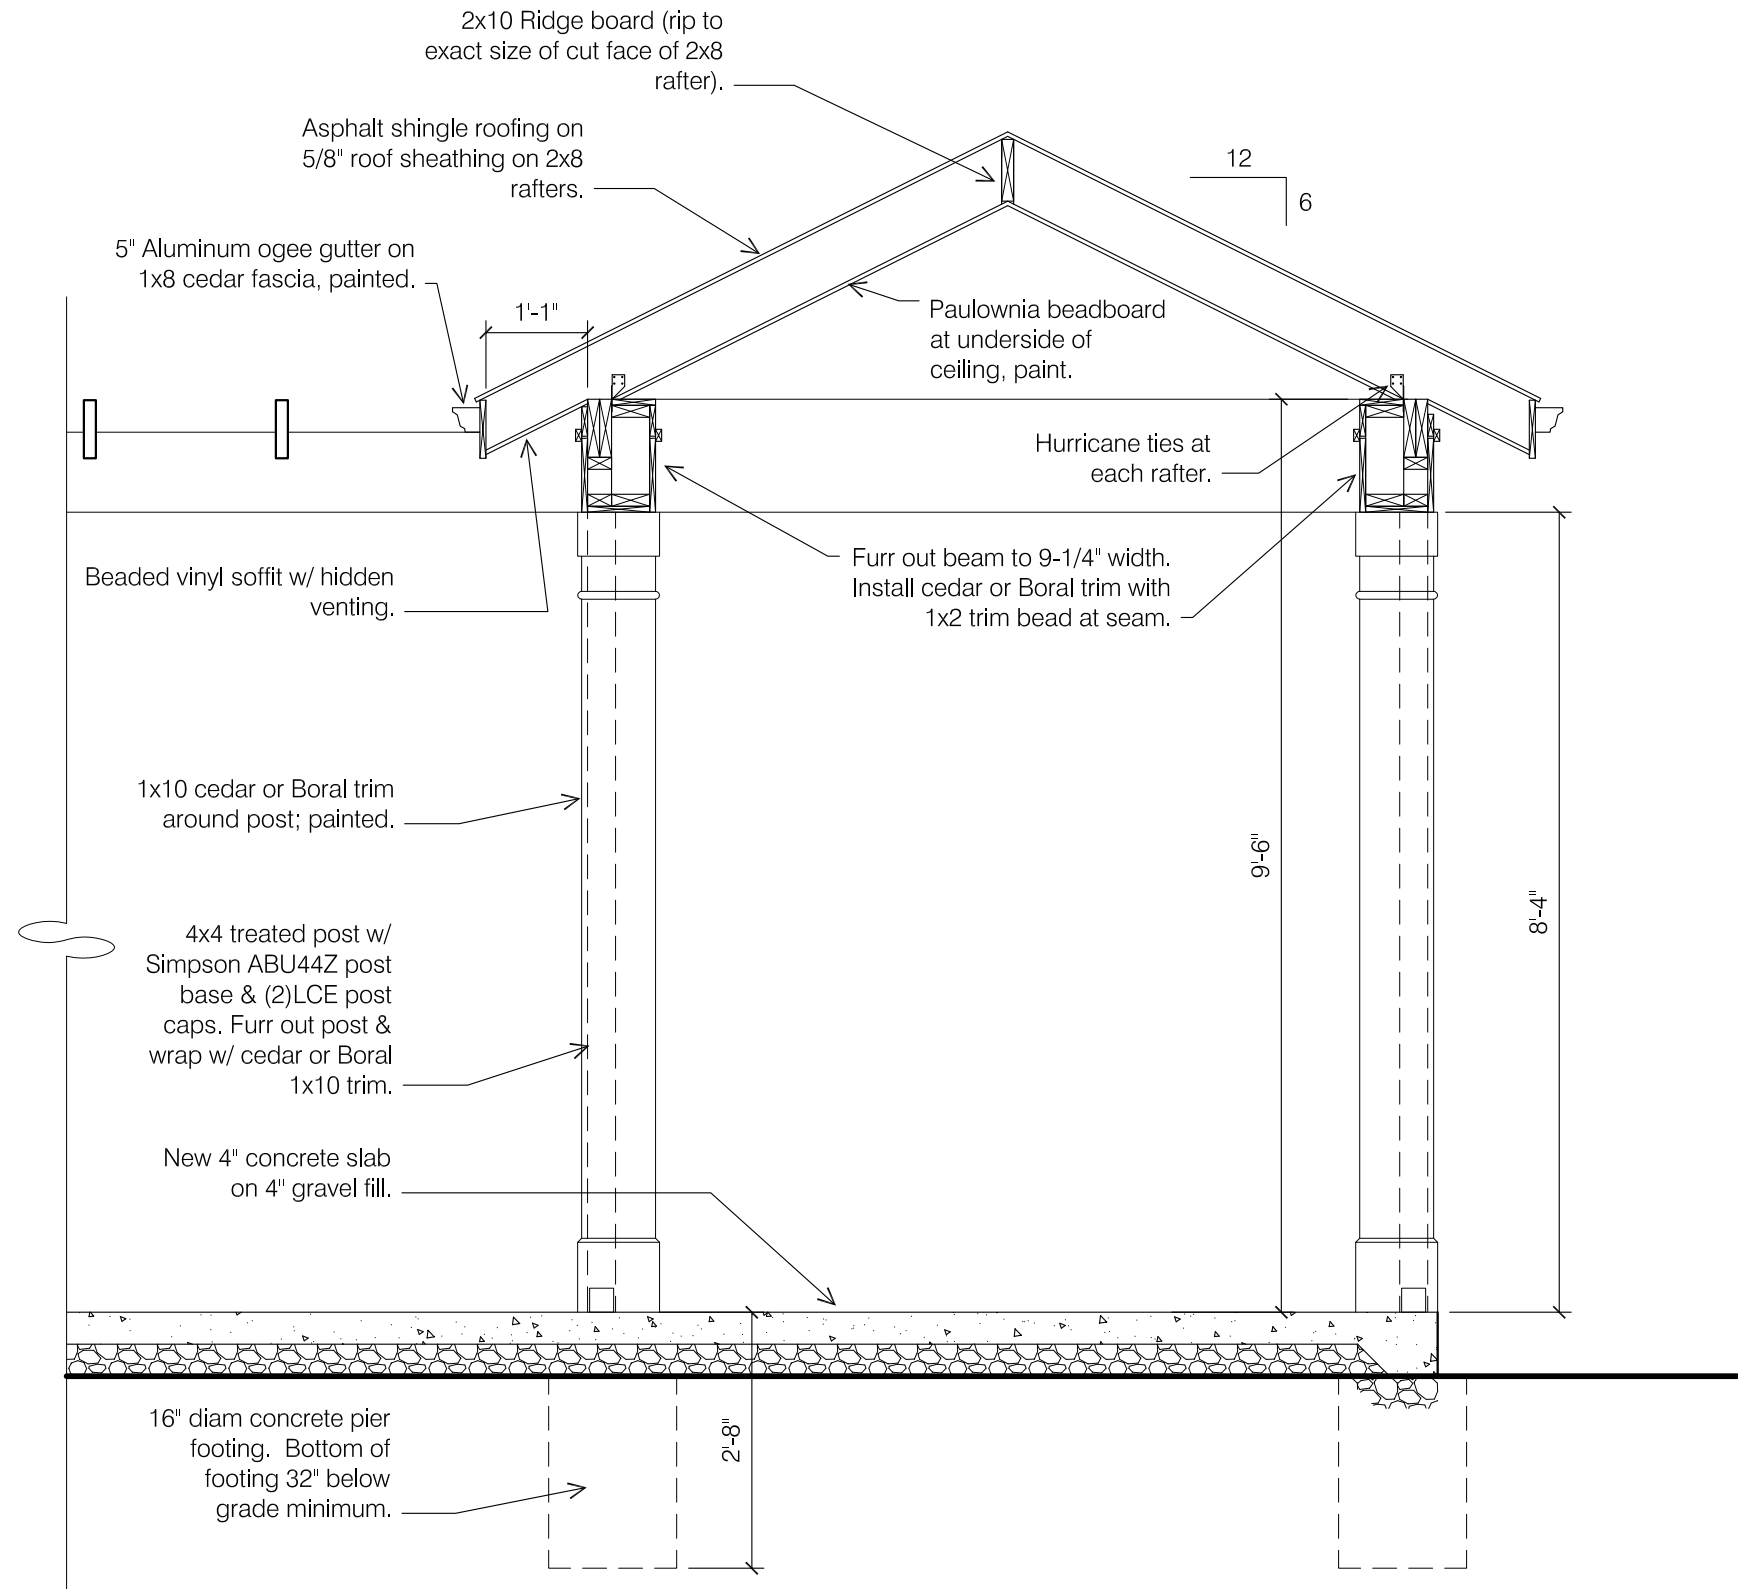 2x10 Ridge board (rip to
exact size of cut face of 2x8
rafter).
Asphalt shingle roofing on
5/8" roof sheathing on 2x8
rafters.
12
6
5" Aluminum ogee gutter on
1x8 cedar fascia, painted.
1'-1"
Paulownia beadboard
at underside of
ceiling, paint.
Hurricane ties at
each rafter.
Beaded vinyl soffit w/ hidden
venting.
Furr out beam to 9-1/4" width.
Install cedar or Boral trim with
1x2 trim bead at seam.
1x10 cedar or Boral trim
around post; painted.
9'-6"
8'-4"
4x4 treated post w/
Simpson ABU44Z post
base & (2)LCE post
caps. Furr out post &
wrap w/ cedar or Boral
1x10 trim.
New 4" concrete slab
on 4" gravel fill.
16" diam concrete pier
footing.  Bottom of
footing 32" below
grade minimum.
2'-8"